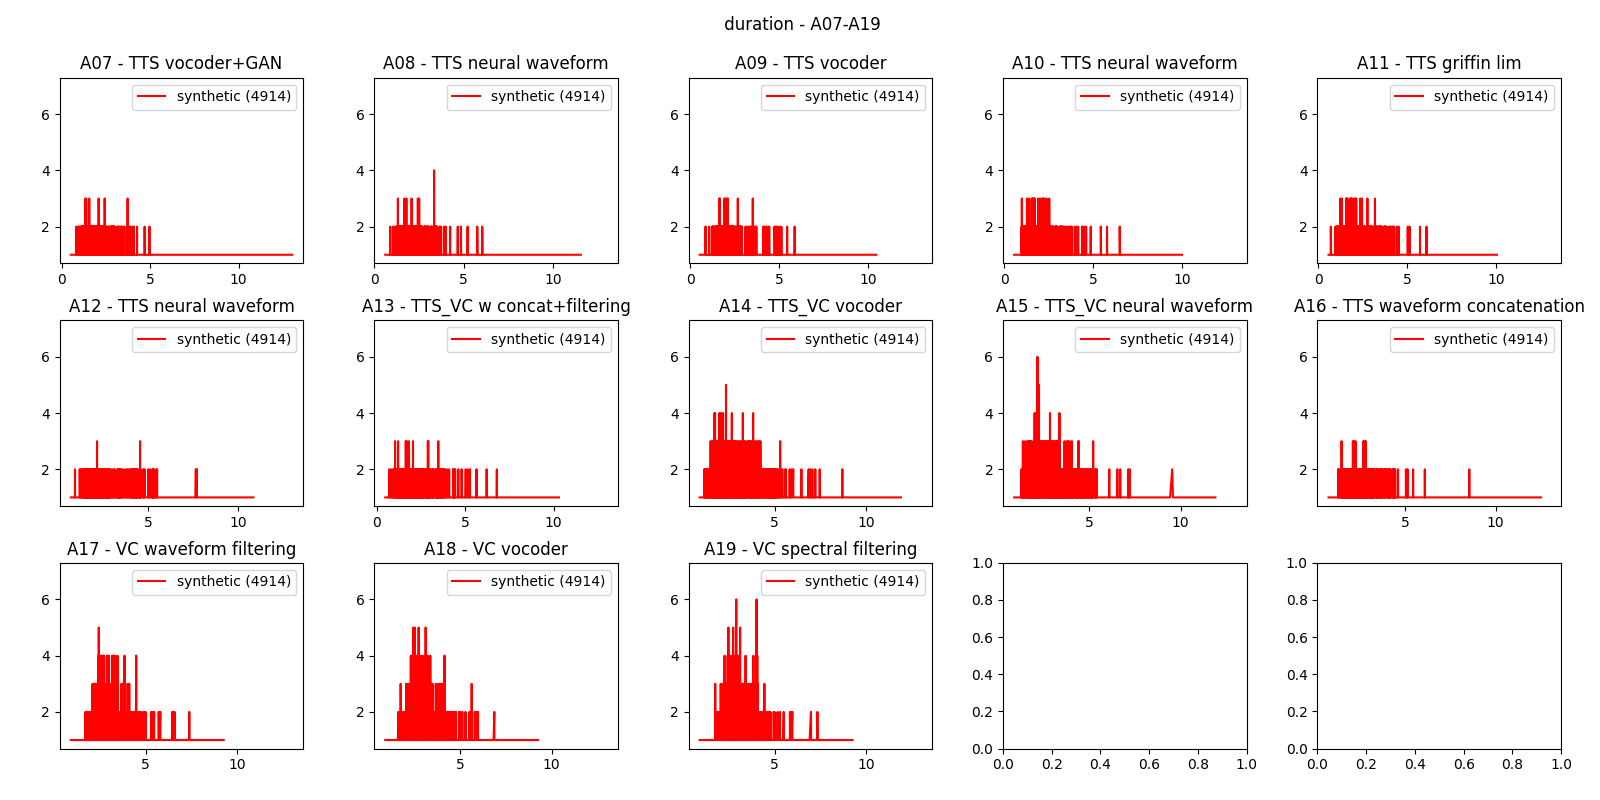 duration - A07-A19
A07 - TTS vocoder+GAN
A08 - TTS neural waveform
A09 - TTS vocoder
A10 - TTS neural waveform
A11 - TTS griffin lim
synthetic (4914)
synthetic (4914)
synthetic (4914)
synthetic (4914)
synthetic (4914)
6
4
2
6
4
2
6
4
2
6
4
2
6
4
2
0 5 10
5 10
0 5 10
0 5 10
0 5 10
A12 - TTS neural waveform
A13 - TTS_VC w concat+filtering
A14 - TTS_VC vocoder
A15 - TTS_VC neural waveform
A16 - TTS waveform concatenation
synthetic (4914)
synthetic (4914)
synthetic (4914)
synthetic (4914)
synthetic (4914)
6
4
2
6
4
2
6
4
2
6
4
2
6
4
2
5 10
0 5 10
5 10
5 10
5 10
A17 - VC waveform filtering
A18 - VC vocoder
A19 - VC spectral filtering
synthetic (4914)
synthetic (4914)
synthetic (4914)
6
4
2
6
4
2
6
4
2
1.0
0.8
0.6
0.4
0.2
0.0
1.0
0.8
0.6
0.4
0.2
0.0
5 10
5 10
5 10
0.0 0.2 0.4 0.6 0.8 1.0
0.0 0.2 0.4 0.6 0.8 1.0